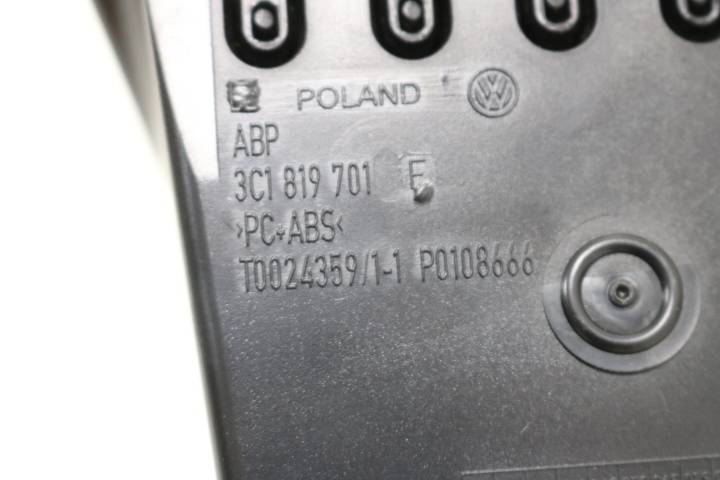 POLAND
ABP
3C1 819 701 E
>PC+ABS<
T0024359/1-1 P0108666